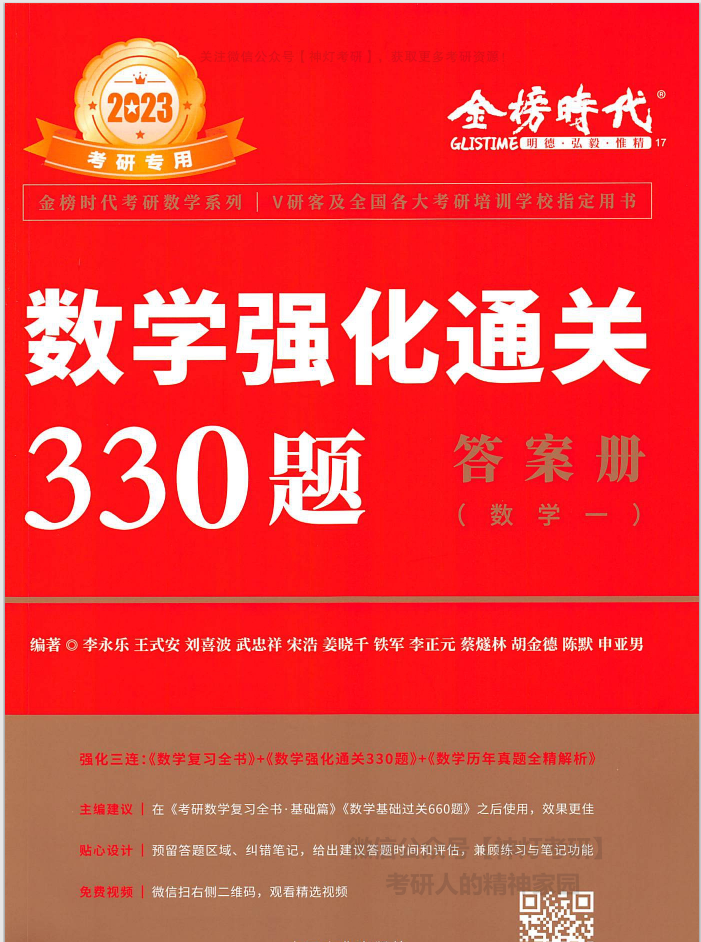 关注微信公众号【神灯考研】，获取更多考研资源
2023
考研专用
金榜時代®
GLISTIME 明德·弘毅·惟精 17
金榜时代考研数学系列｜V研客及全国各大考研培训学校指定用书
数学强化通关
330题
答案册
（数学一）
编著 ◎ 李永乐 王式安 刘喜波 武忠祥 宋浩 姜晓千 铁军 李正元 蔡燧林 胡金德 陈默 申亚男
强化三连：《数学复习全书》+《数学强化通关330题》+《数学历年真题全精解析》
主编建议｜在《考研数学复习全书·基础篇》《数学基础过关660题》之后使用，效果更佳
微信公众号【神灯考研】
贴心设计｜预留答题区域、纠错笔记，给出建议答题时间和评估，兼顾练习与笔记功能
考研人的精神家园
免费视频｜微信扫右侧二维码，观看精选视频